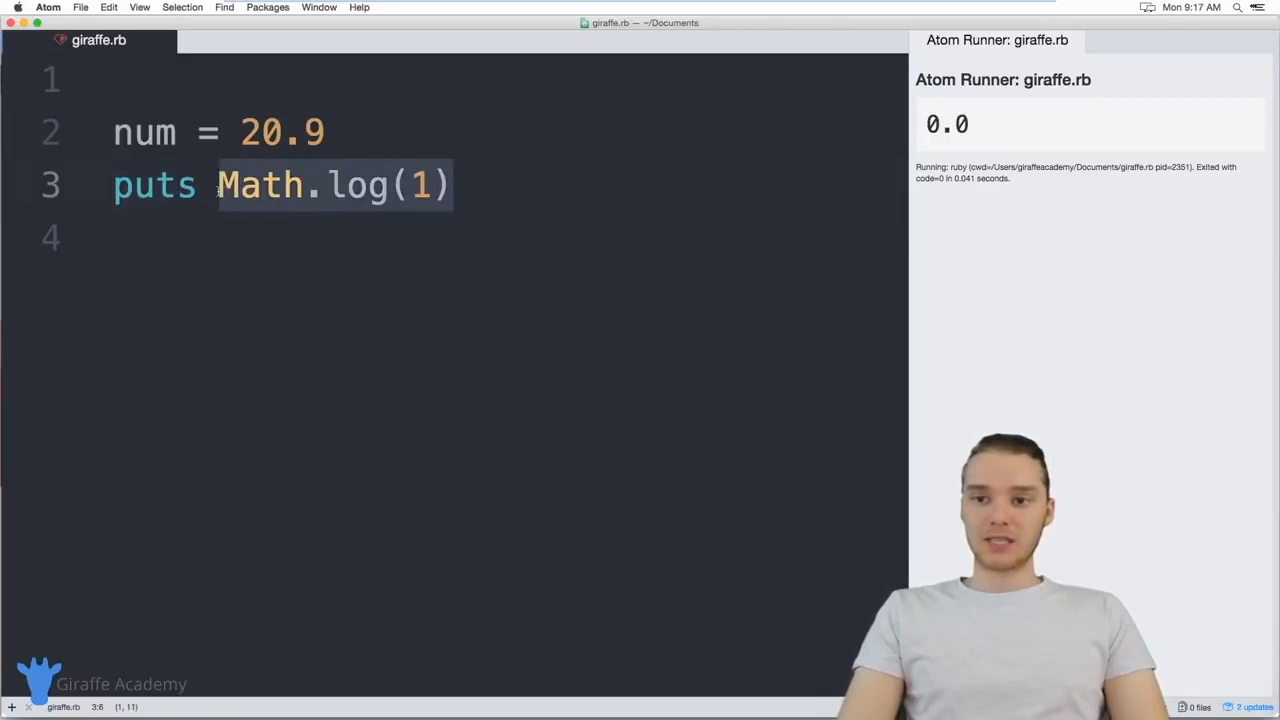 Atom File Edit View Selection Find Packages Window Help
Mon 9:17 AM
giraffe.rb — ~/Documents
giraffe.rb
1
2 num = 20.9
3 puts Math.log(1)
4
Atom Runner: giraffe.rb
Atom Runner: giraffe.rb
0.0
Running: ruby (cwd=/Users/giraffeacademy/Documents/giraffe.rb pid=2351). Exited with
code=0 in 0.041 seconds.
Giraffe Academy
+ × giraffe.rb 3:6 (1, 11)
0 files 2 updates